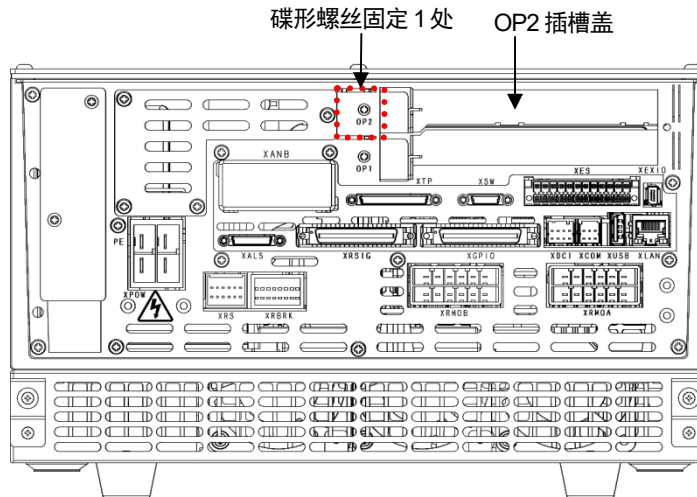 碟形螺丝固定 1 处
OP2 插槽盖
OP2
OP1
XANB
XTP
XSW
XES
XEXIO
PE
XALS
XRSIG
XGPIO
XDCI
XCOM
XUSB
XLAN
XPOW
XRS
XRBRK
XRMOB
XRMOA